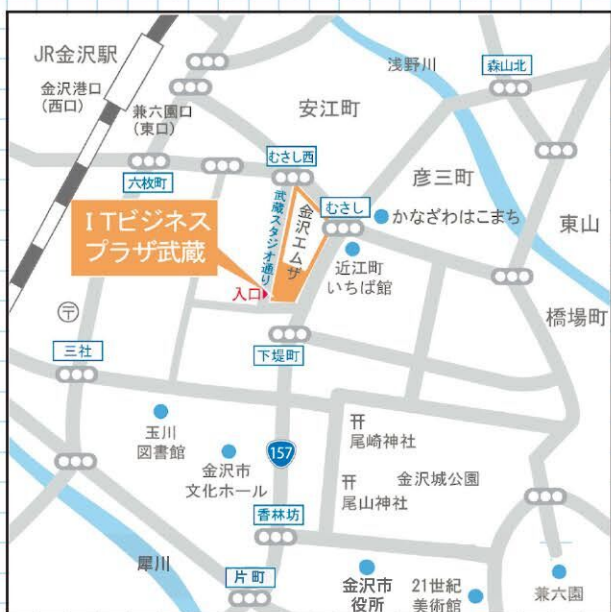 JR金沢駅
金沢港口
(西口)
兼六園口
(東口)
浅野川
森山北
安江町
むさし西
六枚町
彦三町
むさし
かなざわはこまち
武蔵スタジオ通り
金沢エムザ
ITビジネス
プラザ武蔵
東山
近江町
いちば館
入口
橋場町
三社
下堤町
玉川
図書館
尾崎神社
157
金沢市
文化ホール
金沢城公園
尾山神社
香林坊
犀川
片町
金沢市
役所
21世紀
美術館
兼六園